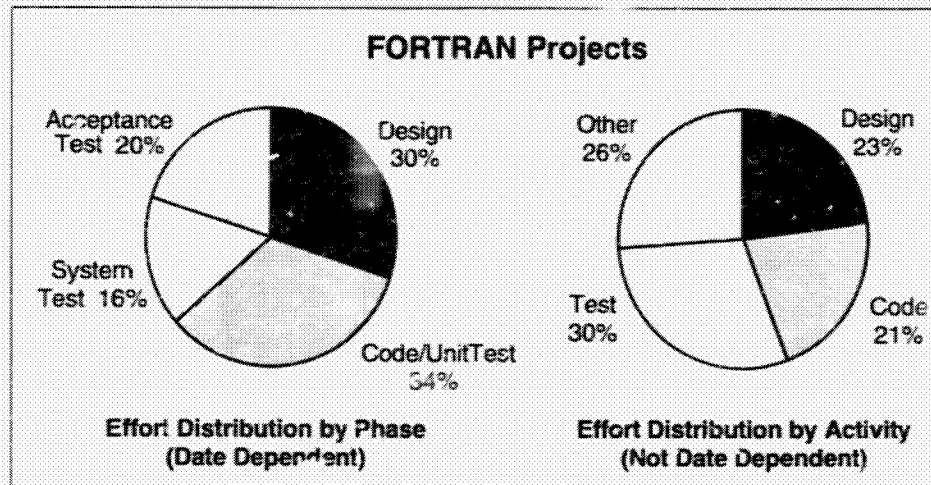 FORTRAN Projects
Acceptance
Test 20%
Design
30%
System
Test 16%
Code/UnitTest
34%
Effort Distribution by Phase
(Date Dependent)
Other
26%
Design
23%
Test
30%
Code
21%
Effort Distribution by Activity
(Not Date Dependent)